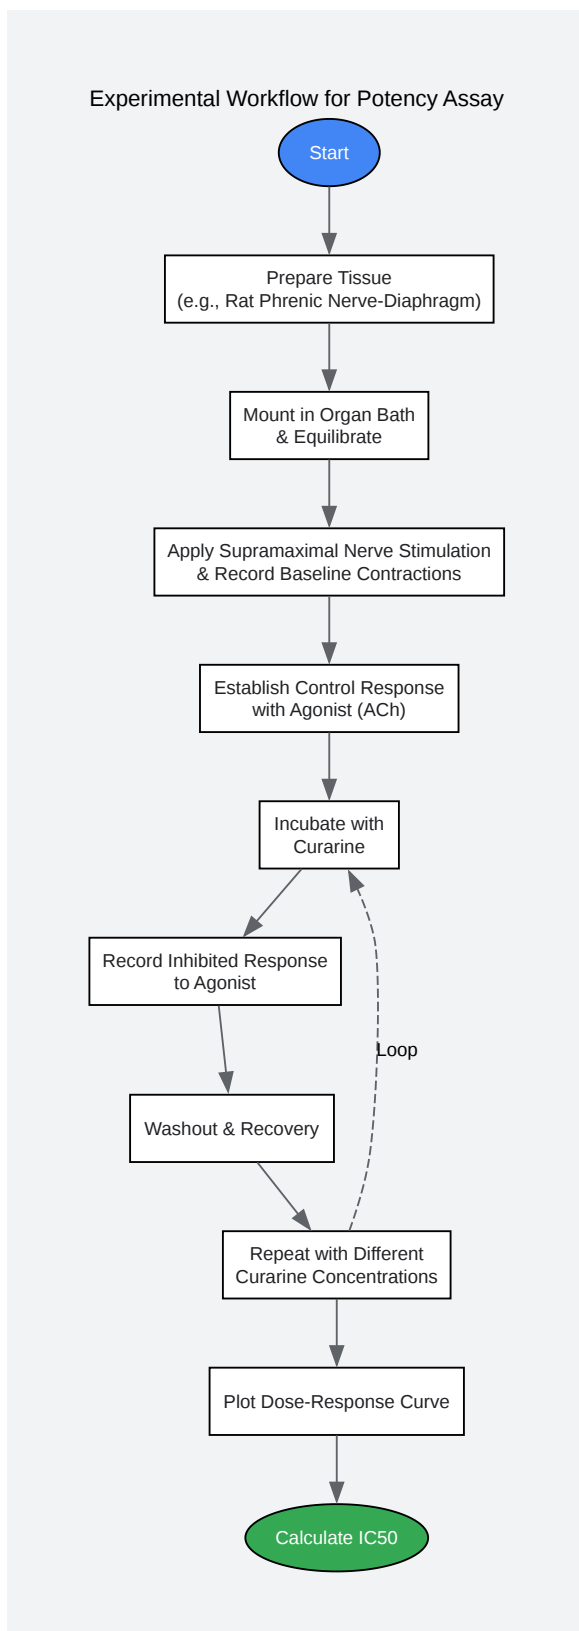 Experimental Workflow for Potency Assay
Start
Prepare Tissue
(e.g., Rat Phrenic Nerve-Diaphragm)
Mount in Organ Bath
& Equilibrate
Apply Supramaximal Nerve Stimulation
& Record Baseline Contractions
Establish Control Response
with Agonist (ACh)
Incubate with
Curarine
Record Inhibited Response
to Agonist
Loop
Washout & Recovery
Repeat with Different
Curarine Concentrations
Plot Dose-Response Curve
Calculate IC50